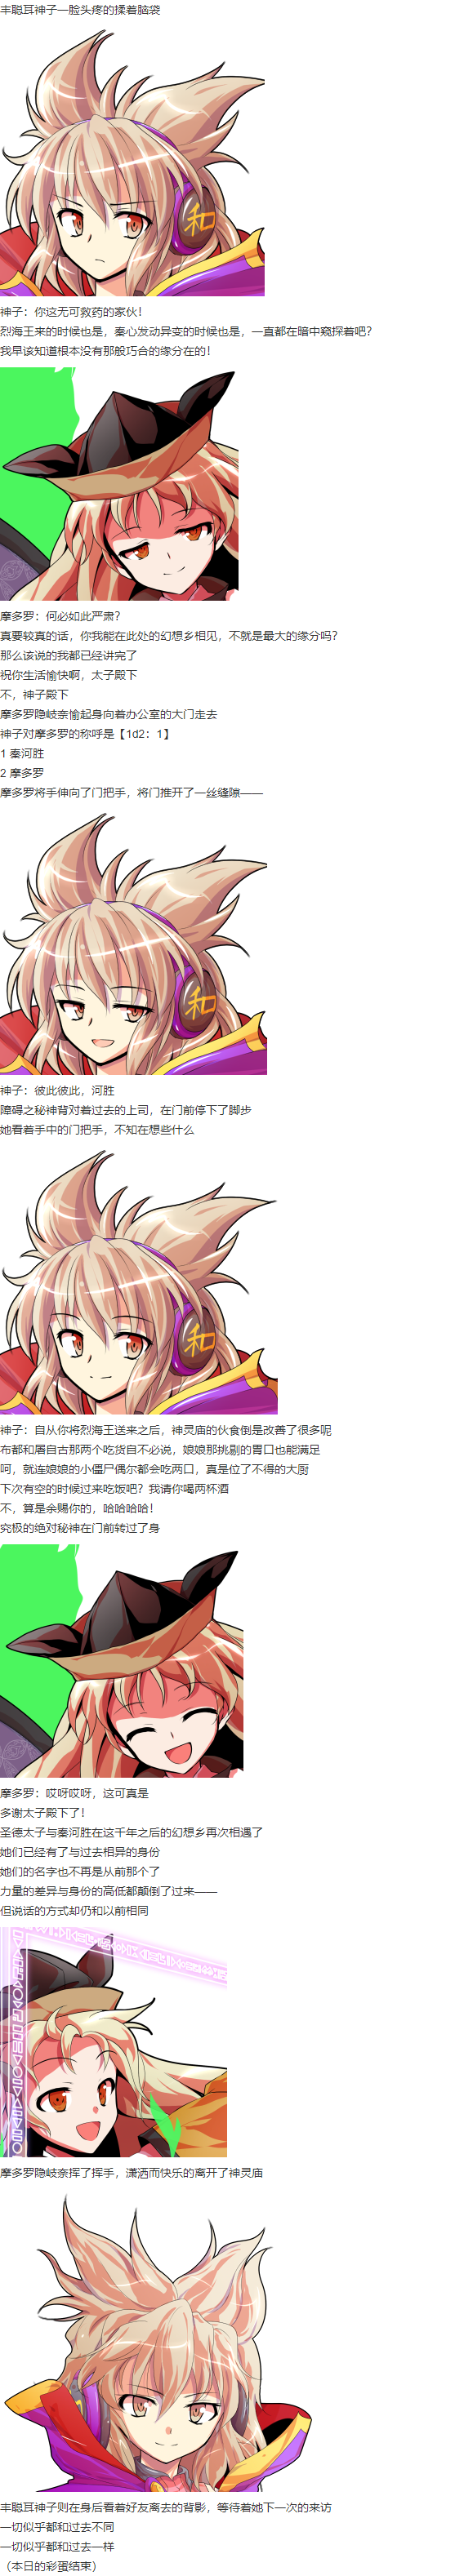 丰聪耳神子一脸头疼的揉着脑袋
和
神子：你这无可救药的家伙！
烈海王来的时候也是，秦心发动异变的时候也是，一直都在暗中窥探着吧？
我早该知道根本没有那般巧合的缘分在的！
摩多罗：何必如此严肃？
真要较真的话，你我能在此处的幻想乡相见，不就是最大的缘分吗？
那么该说的我都已经讲完了
祝你生活愉快啊，太子殿下
不，神子殿下
摩多罗隐岐奈愉起身向着办公室的大门走去
神子对摩多罗的称呼是【1d2：1】
1 秦河胜
2 摩多罗
摩多罗将手伸向了门把手，将门推开了一丝缝隙——
和
神子：彼此彼此，河胜
障碍之秘神背对着过去的上司，在门前停下了脚步
她看着手中的门把手，不知在想些什么
和
神子：自从你将烈海王送来之后，神灵庙的伙食倒是改善了很多呢
布都和屠自古那两个吃货自不必说，娘娘那挑剔的胃口也能满足
呵，就连娘娘的小僵尸偶尔都会吃两口，真是位了不得的大厨
下次有空的时候过来吃饭吧？我请你喝两杯酒
不，算是余赐你的，哈哈哈哈！
究极的绝对秘神在门前转过了身
摩多罗：哎呀哎呀，这可真是
多谢太子殿下了！
圣德太子与秦河胜在这千年之后的幻想乡再次相遇了
她们已经有了与过去相异的身份
她们的名字也不再是从前那个了
力量的差异与身份的高低都颠倒了过来——
但说话的方式却仍和以前相同
摩多罗隐岐奈挥了挥手，潇洒而快乐的离开了神灵庙
丰聪耳神子则在身后看着好友离去的背影，等待着她下一次的来访
一切似乎都和过去不同
一切似乎都和过去一样
（本日的彩蛋结束）